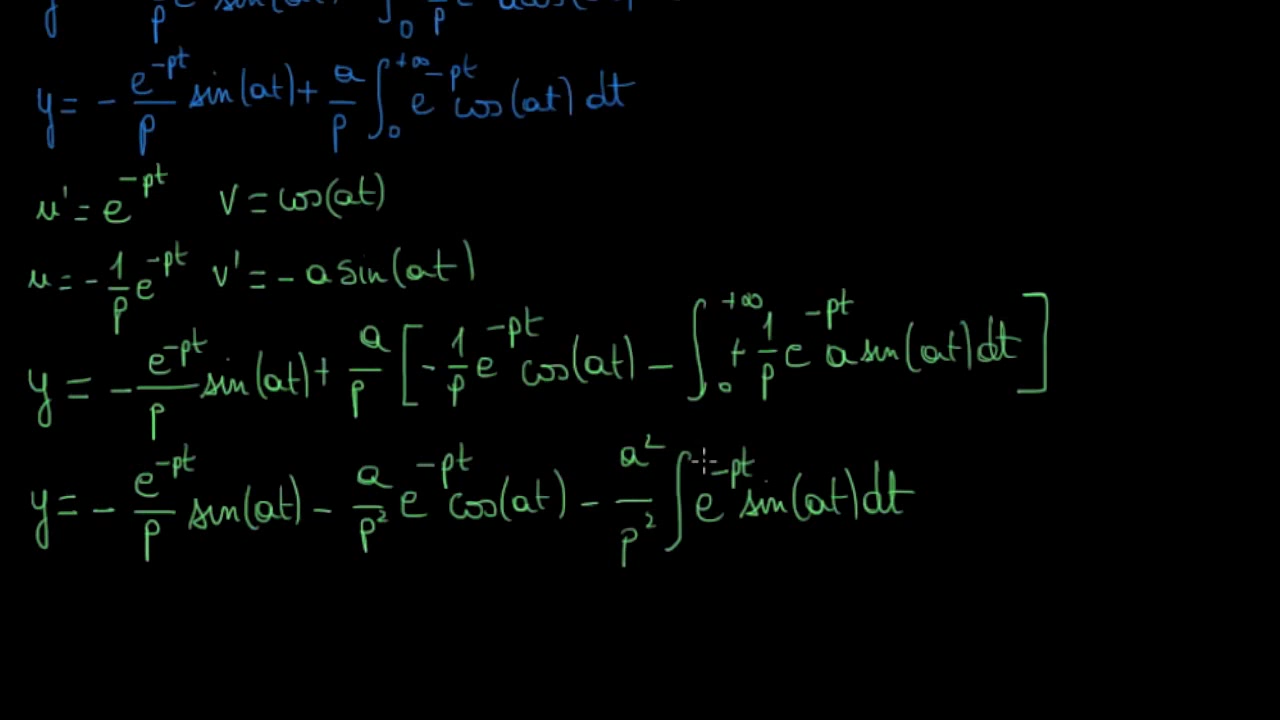 y = - e^{-pt}/p sin(at) + a/p ∫_0^{+∞} e^{-pt} cos(at) dt
u' = e^{-pt} v = cos(at)
u = - 1/p e^{-pt} v' = - a sin(at)
y = - e^{-pt}/p sin(at) + a/p [ - 1/p e^{-pt} cos(at) - ∫_0^{+∞} + 1/p e^{-pt} a sin(at) dt ]
y = - e^{-pt}/p sin(at) - a/p² e^{-pt} cos(at) - a²/p² ∫ e^{-pt} sin(at) dt